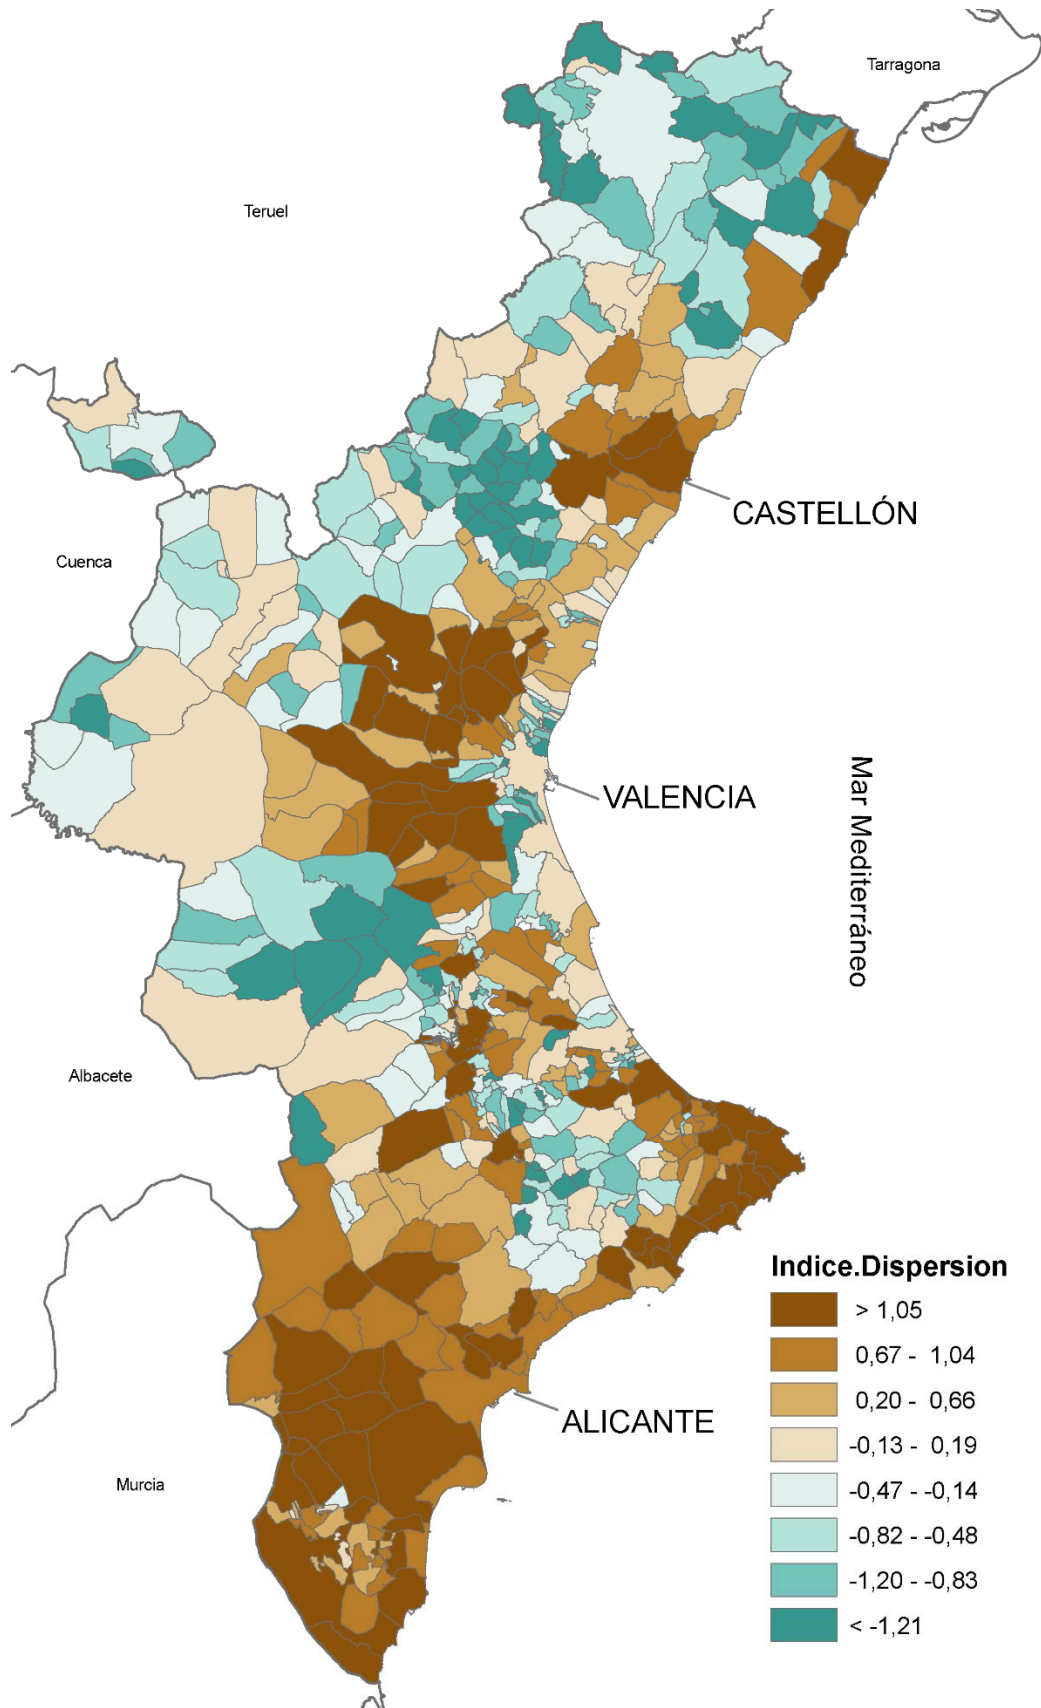 Tarragona
Teruel
CASTELLÓN
Cuenca
VALENCIA
Mar Mediterráneo
Albacete
Indice.Dispersion
> 1,05
0,67 - 1,04
0,20 - 0,66
-0,13 - 0,19
-0,47 - -0,14
-0,82 - -0,48
-1,20 - -0,83
< -1,21
ALICANTE
Murcia